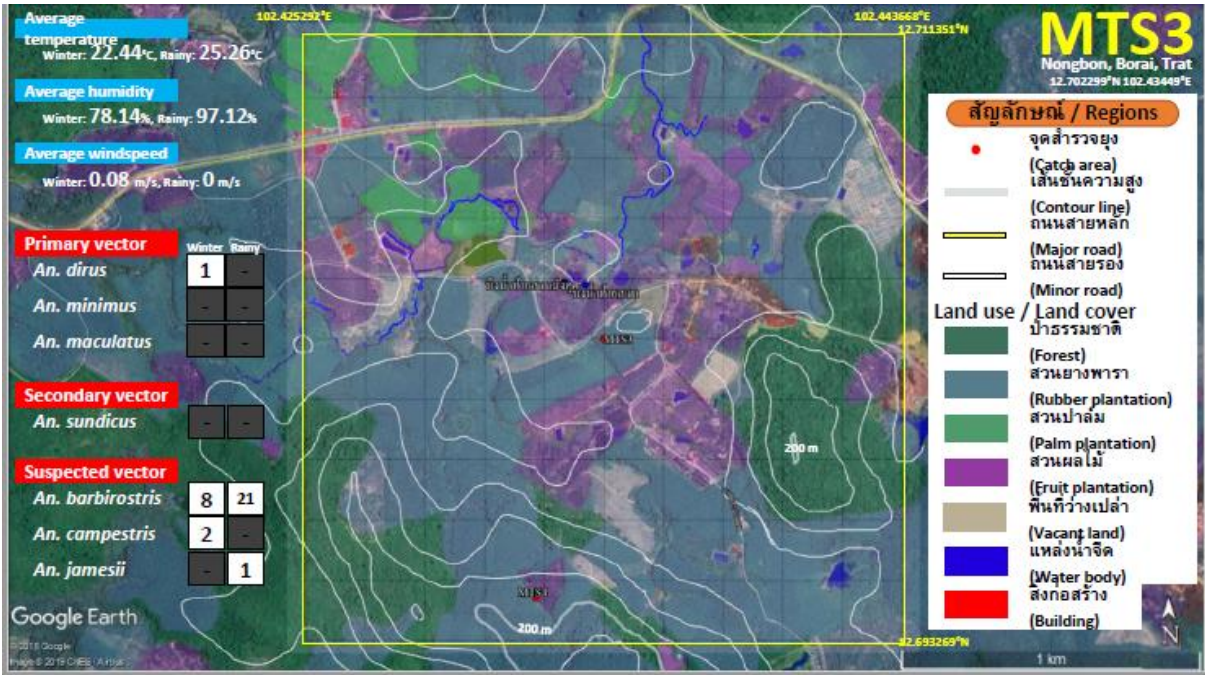 Average
temperature
Winter: 22.44°C, Rainy: 25.26°C
Average humidity
Winter: 78.14%, Rainy: 97.12%
Average windspeed
Winter: 0.08 m/s, Rainy: 0 m/s
Primary vector
Winter Rainy
An. dirus 1 -
An. minimus - -
An. maculatus - -
Secondary vector
An. sundicus - -
Suspected vector
An. barbirostris 8 21
An. campestris 2 -
An. jamesii - 1
Google Earth
© 2018 Google
Image © 2019 CNES / Airbus
102.425292°E
102.443668°E
12.711351°N
MTS3
200 m
MTS4
200 m
12.693269°N
MTS3
Nongbon, Borai, Trat
12.702299°N 102.43449°E
สัญลักษณ์ / Regions
จุดสำรวจยุง
(Catch area)
เส้นชั้นความสูง
(Contour line)
ถนนสายหลัก
(Major road)
ถนนสายรอง
(Minor road)
Land use / Land cover
ป่าธรรมชาติ
(Forest)
สวนยางพารา
(Rubber plantation)
สวนปาล์ม
(Palm plantation)
สวนผลไม้
(Fruit plantation)
พื้นที่ว่างเปล่า
(Vacant land)
แหล่งน้ำจืด
(Water body)
สิ่งก่อสร้าง
(Building)
N
1 km